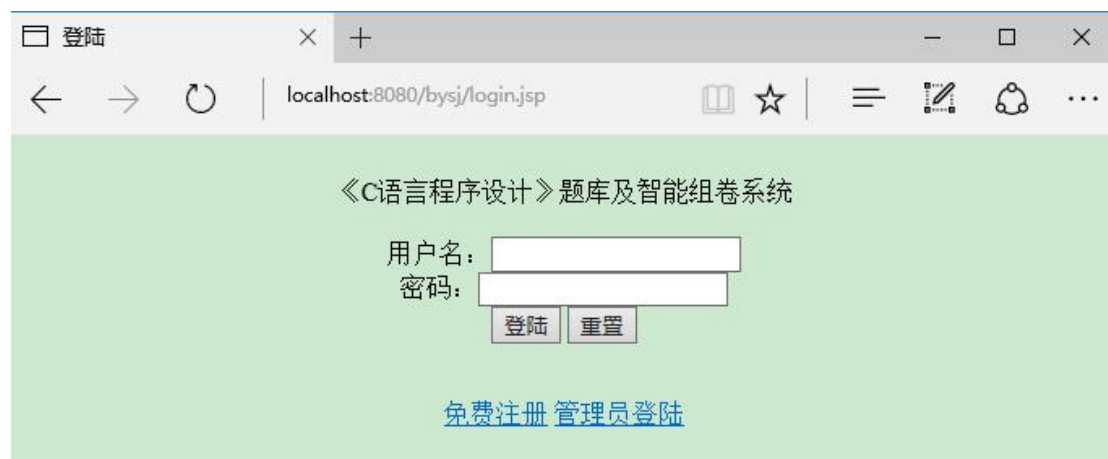 登陆
localhost:8080/bysj/login.jsp
《C语言程序设计》题库及智能组卷系统
用户名：
密码：
登陆 重置
免费注册 管理员登陆